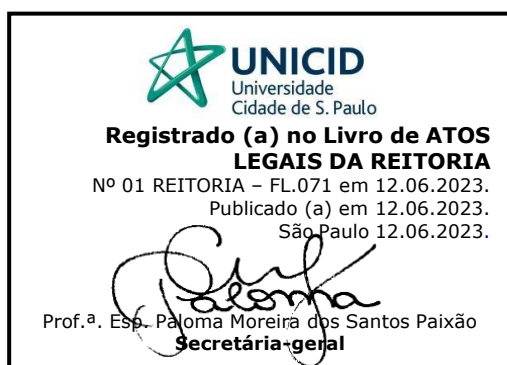 UNICID
Universidade
Cidade de S. Paulo
Registrado (a) no Livro de ATOS
LEGAIS DA REITORIA
Nº 01 REITORIA – FL.071 em 12.06.2023.
Publicado (a) em 12.06.2023.
São Paulo 12.06.2023.
Paloma
Prof.ª. Esp. Paloma Moreira dos Santos Paixão
Secretária-geral